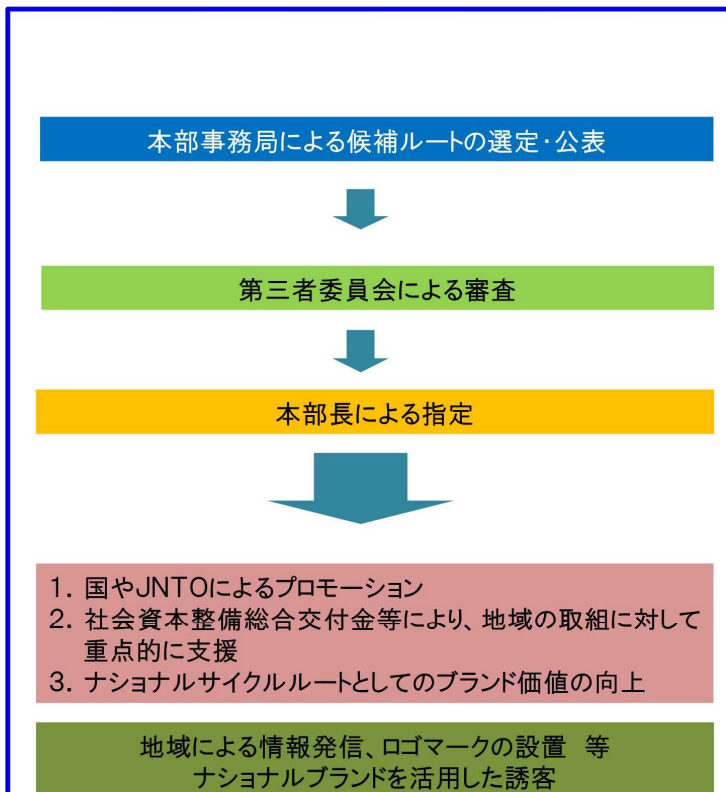 本部事務局による候補ルートの選定・公表
第三者委員会による審査
本部長による指定
1. 国やJNTOによるプロモーション
2. 社会資本整備総合交付金等により、地域の取組に対して
重点的に支援
3. ナショナルサイクルルートとしてのブランド価値の向上
地域による情報発信、ロゴマークの設置 等
ナショナルブランドを活用した誘客